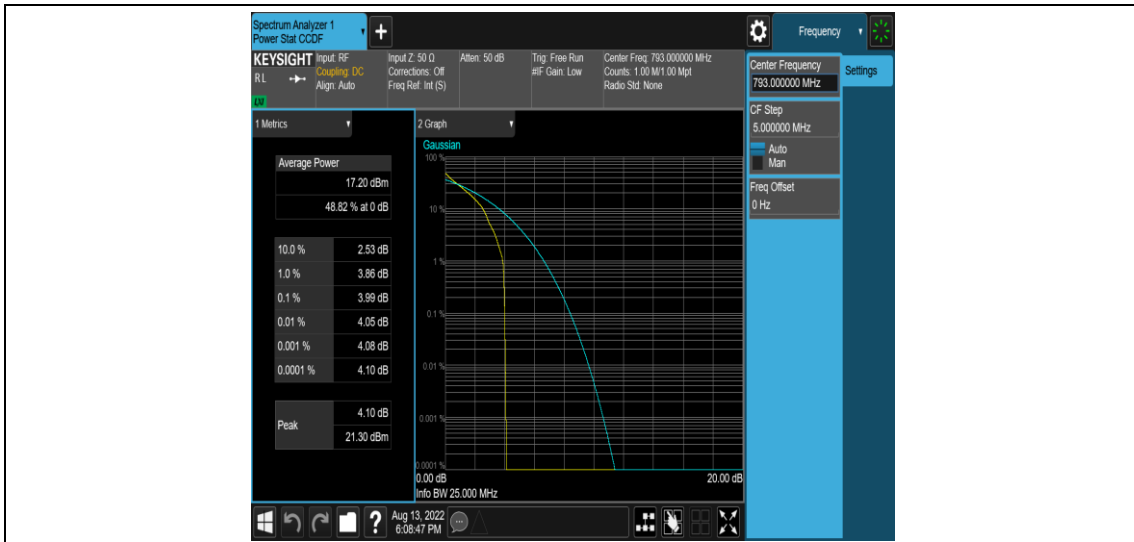 Spectrum Analyzer 1
Power Stat CCDF
Frequency
KEYSIGHT
RL
Input: RF
Coupling: DC
Align: Auto
Input Z: 50 Ω
Corrections: Off
Freq Ref: Int (S)
Atten: 50 dB
Trig: Free Run
#IF Gain: Low
Center Freq: 793.000000 MHz
Counts: 1.00 M/1.00 Mpt
Radio Std: None
Center Frequency
793.000000 MHz
Settings
CF Step
5.000000 MHz
Auto
Man
Freq Offset
0 Hz
1 Metrics
Average Power
17.20 dBm
48.82 % at 0 dB
10.0 % 2.53 dB
1.0 % 3.86 dB
0.1 % 3.99 dB
0.01 % 4.05 dB
0.001 % 4.08 dB
0.0001 % 4.10 dB
Peak
4.10 dB
21.30 dBm
2 Graph
Gaussian
100 %
10 %
1 %
0.1 %
0.01 %
0.001 %
0.0001 %
0.00 dB 20.00 dB
Info BW 25.000 MHz
Aug 13, 2022
6:08:47 PM